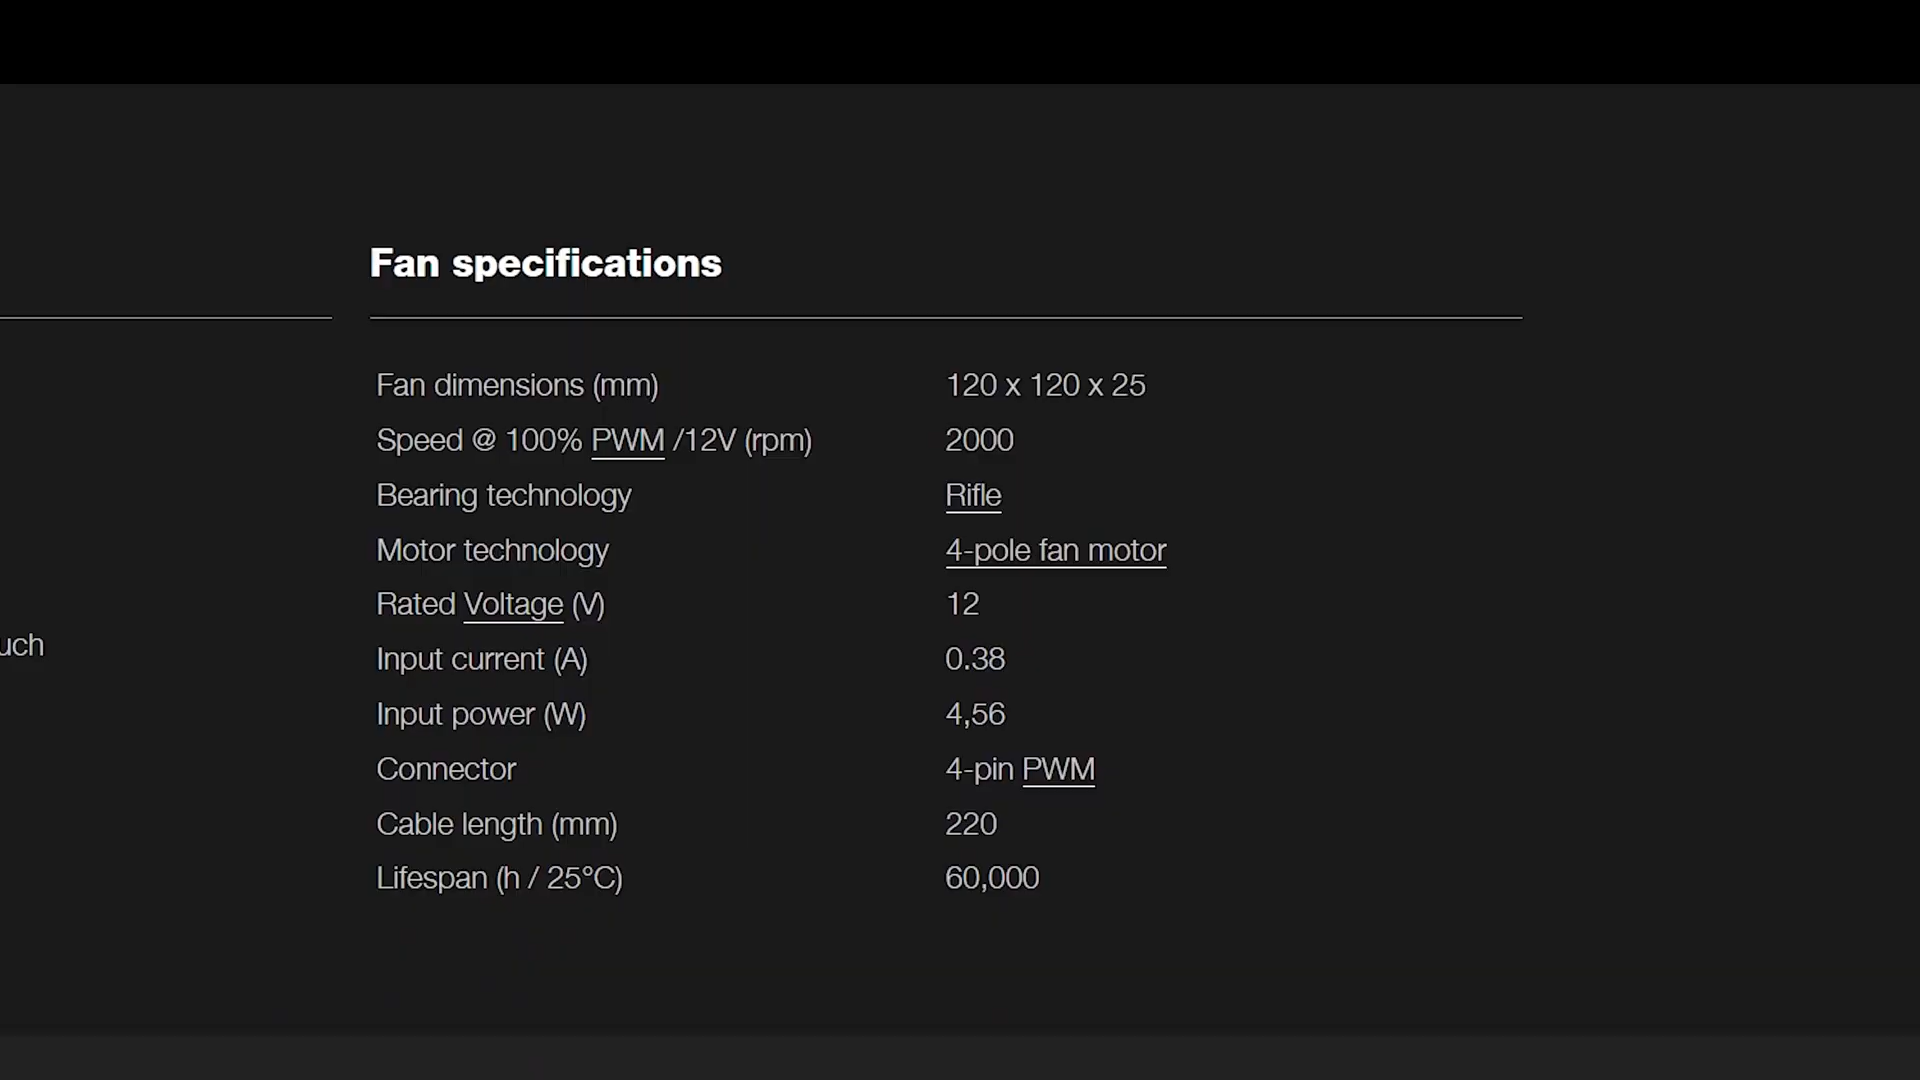 Fan specifications
Fan dimensions (mm) 120 x 120 x 25
Speed @ 100% PWM /12V (rpm) 2000
Bearing technology Rifle
Motor technology 4-pole fan motor
Rated Voltage (V) 12
uch
Input current (A) 0.38
Input power (W) 4,56
Connector 4-pin PWM
Cable length (mm) 220
Lifespan (h / 25°C) 60,000